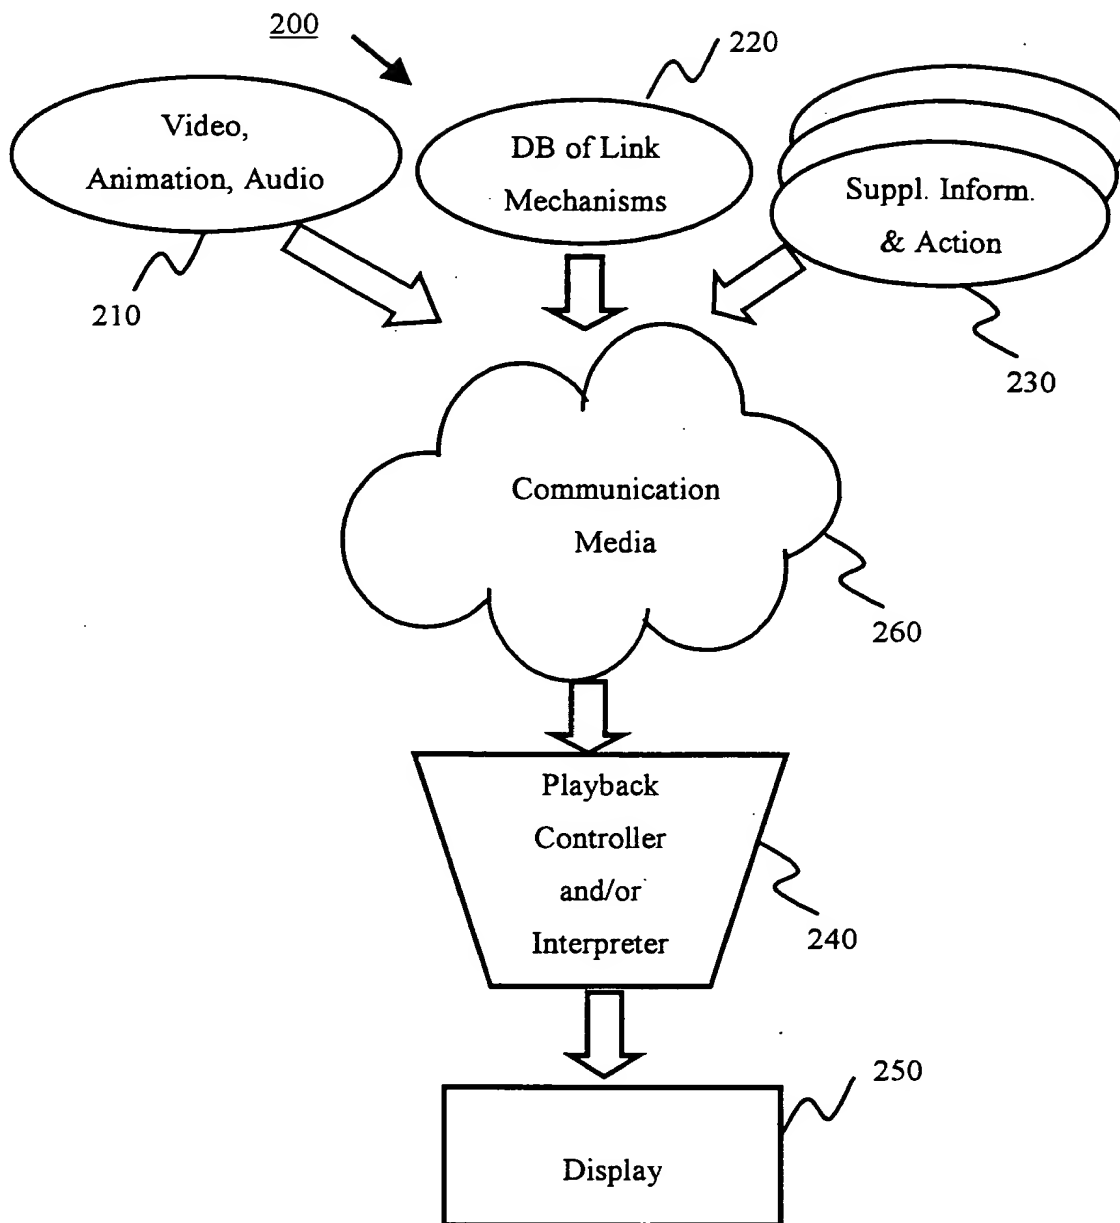 200
220
Video,
Animation, Audio
DB of Link
Mechanisms
Suppl. Inform.
& Action
210
230
Communication
Media
260
Playback
Controller
and/or
Interpreter
240
250
Display